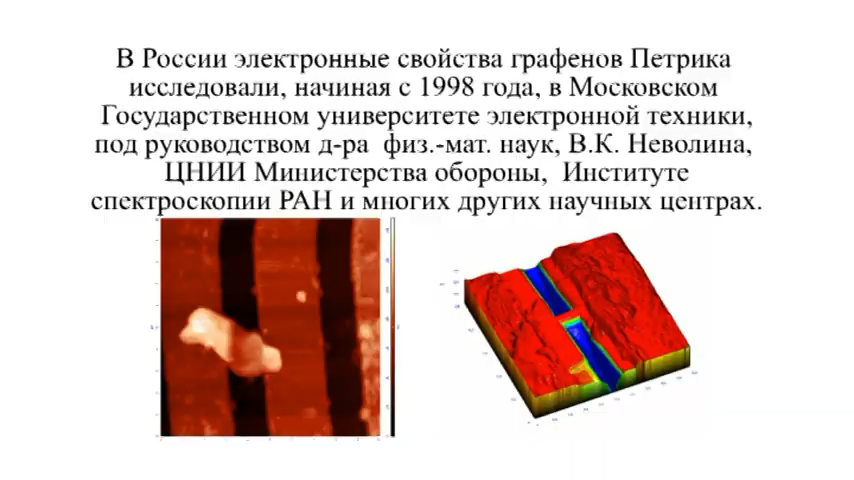 В России электронные свойства графенов Петрика
исследовали, начиная с 1998 года, в Московском
Государственном университете электронной техники,
под руководством д-ра физ.-мат. наук, В.К. Неволина,
ЦНИИ Министерства обороны, Институте
спектроскопии РАН и многих других научных центрах.